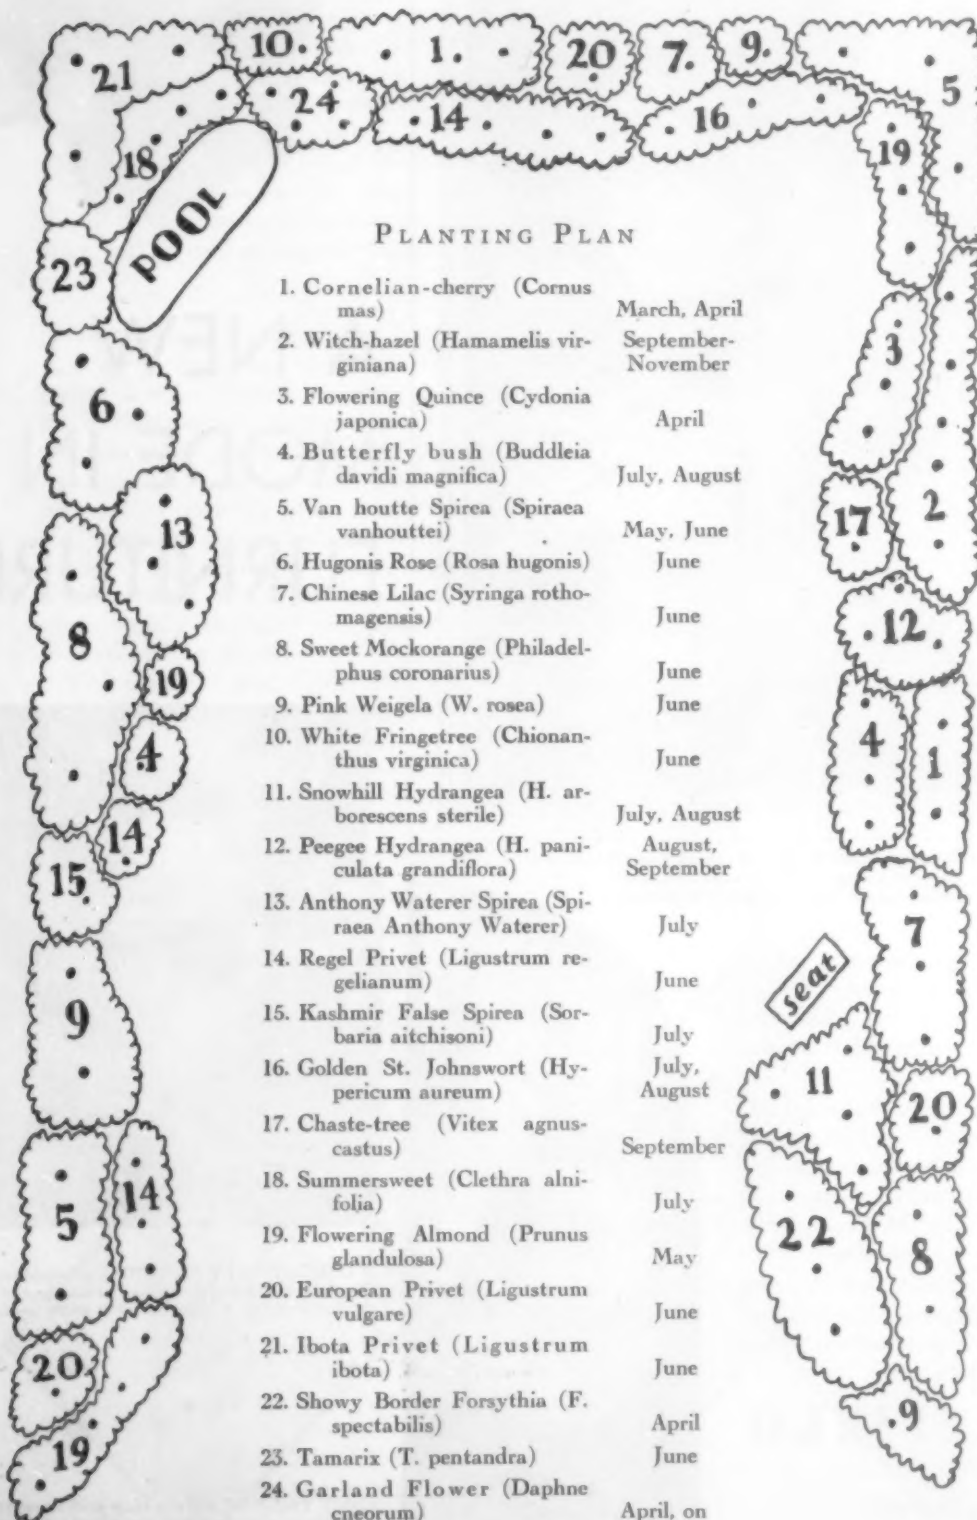 21 10. 1. 20 7. 9. 5
18 24 14 16 19
POOL
23
PLANTING PLAN
1. Cornelian-cherry (Cornus
mas) March, April
2. Witch-hazel (Hamamelis vir- September-
giniana) November
3. Flowering Quince (Cydonia
japonica) April
4. Butterfly bush (Buddleia
davidi magnifica) July, August
5. Van houtte Spirea (Spiraea
vanhouttei) May, June
6. Hugonis Rose (Rosa hugonis) June
7. Chinese Lilac (Syringa rotho-
magensis) June
8. Sweet Mockorange (Philadel-
phus coronarius) June
9. Pink Weigela (W. rosea) June
10. White Fringetree (Chionan-
thus virginica) June
11. Snowhill Hydrangea (H. ar-
borescens sterile) July, August
12. Peegee Hydrangea (H. pani- August,
culata grandiflora) September
13. Anthony Waterer Spirea (Spi-
raea Anthony Waterer) July
14. Regel Privet (Ligustrum re-
gelianum) June
15. Kashmir False Spirea (Sor-
baria aitchisoni) July
16. Golden St. Johnswort (Hy- July,
pericum aureum) August
17. Chaste-tree (Vitex agnus-
castus) September
18. Summersweet (Clethra alni-
folia) July
19. Flowering Almond (Prunus
glandulosa) May
20. European Privet (Ligustrum
vulgare) June
21. Ibota Privet (Ligustrum
ibota) June
22. Showy Border Forsythia (F.
spectabilis) April
23. Tamarix (T. pentandra) June
24. Garland Flower (Daphne
cneorum) April, on
6
13
8
19
4
14
15
9
5 14
20
19
3
2
17
12
4 1
7
seat
11
20
22 8
9